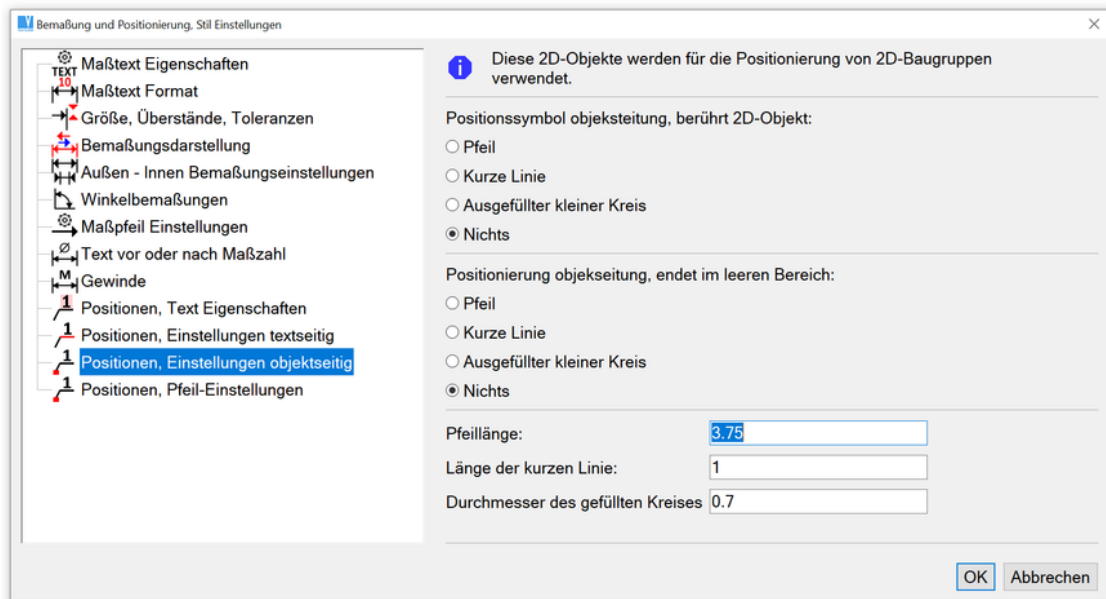 Bemaßung und Positionierung, Stil Einstellungen
TEXT Maßtext Eigenschaften
10 Maßtext Format
Größe, Überstände, Toleranzen
Bemaßungsdarstellung
Außen - Innen Bemaßungseinstellungen
Winkelbemaßungen
Maßpfeil Einstellungen
Ø Text vor oder nach Maßzahl
M Gewinde
1 Positionen, Text Eigenschaften
1 Positionen, Einstellungen textseitig
1 Positionen, Einstellungen objektseitig
1 Positionen, Pfeil-Einstellungen
i Diese 2D-Objekte werden für die Positionierung von 2D-Baugruppen
verwendet.
Positionssymbol objeksteitung, berührt 2D-Objekt:
Pfeil
Kurze Linie
Ausgefüllter kleiner Kreis
Nichts
Positionierung objekseitung, endet im leeren Bereich:
Pfeil
Kurze Linie
Ausgefüllter kleiner Kreis
Nichts
Pfeillänge: 3.75
Länge der kurzen Linie: 1
Durchmesser des gefüllten Kreises 0.7
OK Abbrechen